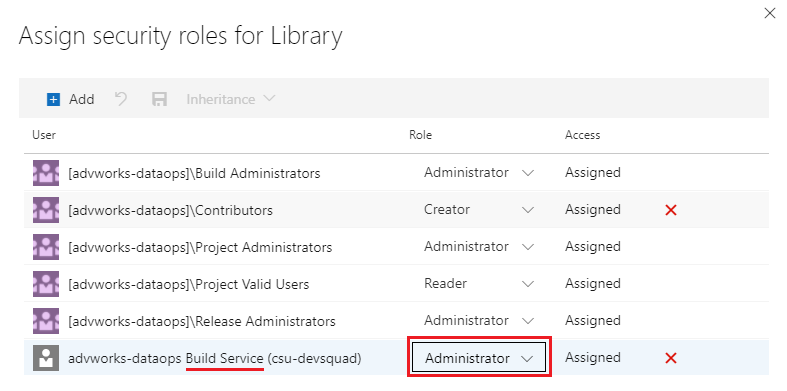 Assign security roles for Library
Add Inheritance
User Role Access
[advworks-dataops]\Build Administrators Administrator Assigned
[advworks-dataops]\Contributors Creator Assigned
[advworks-dataops]\Project Administrators Administrator Assigned
[advworks-dataops]\Project Valid Users Reader Assigned
[advworks-dataops]\Release Administrators Administrator Assigned
advworks-dataops Build Service (csu-devsquad) Administrator Assigned